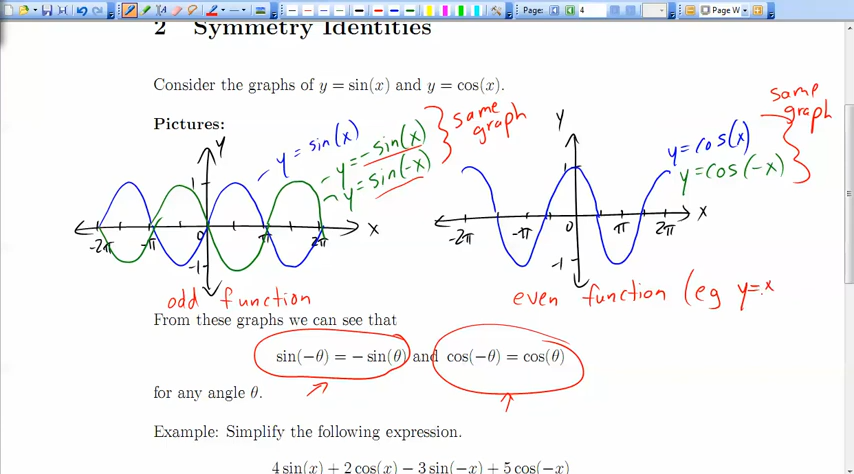 Page: 4 Page W
2 Symmetry Identities
Consider the graphs of y = sin(x) and y = cos(x).
Pictures:
y = sin(x)
y = -sin(x)
y = sin(-x)
same graph
Y
1
-2π -π 0 π 2π X
-1
odd function
same graph
y = cos(x)
y = cos(-x)
Y
1
-2π -π 0 π 2π X
-1
even function (eg y=x
From these graphs we can see that
sin(−θ) = − sin(θ) and cos(−θ) = cos(θ)
for any angle θ.
Example: Simplify the following expression.
4 sin(x) + 2 cos(x) − 3 sin(−x) + 5 cos(−x)